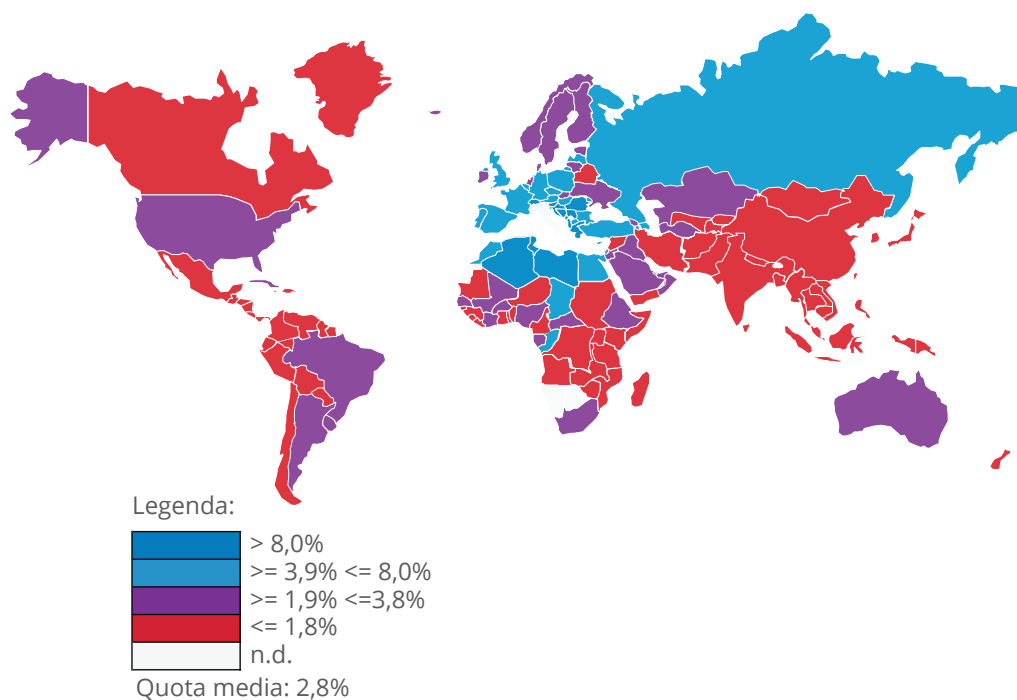 Legenda:
> 8,0%
>= 3,9% <= 8,0%
>= 1,9% <=3,8%
<= 1,8%
n.d.
Quota media: 2,8%